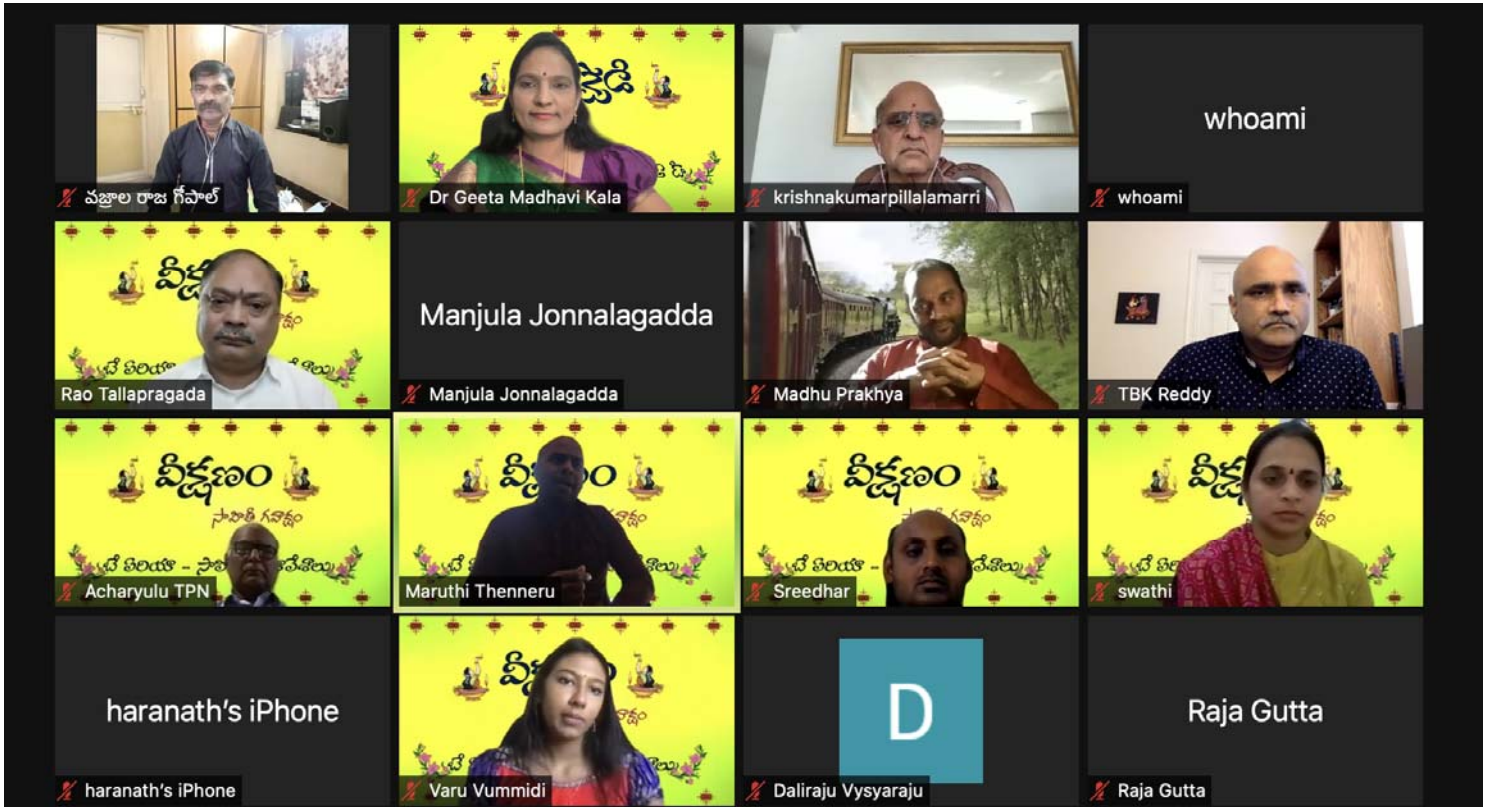 వజ్రాల రాజ గోపాల్
Dr Geeta Madhavi Kala
krishnakumarpillalamarri
whoami
whoami
వీక్షణం
Rao Tallapragada
Manjula Jonnalagadda
Manjula Jonnalagadda
Madhu Prakhya
TBK Reddy
వీక్షణం
సాహితీ గవాక్షం
బే ఏరియా -
Acharyulu TPN
Maruthi Thenneru
వీక్షణం
బే ఏరియా -
Sreedhar
swathi
haranath's iPhone
haranath's iPhone
Varu Vummidi
D
Daliraju Vysyaraju
Raja Gutta
Raja Gutta